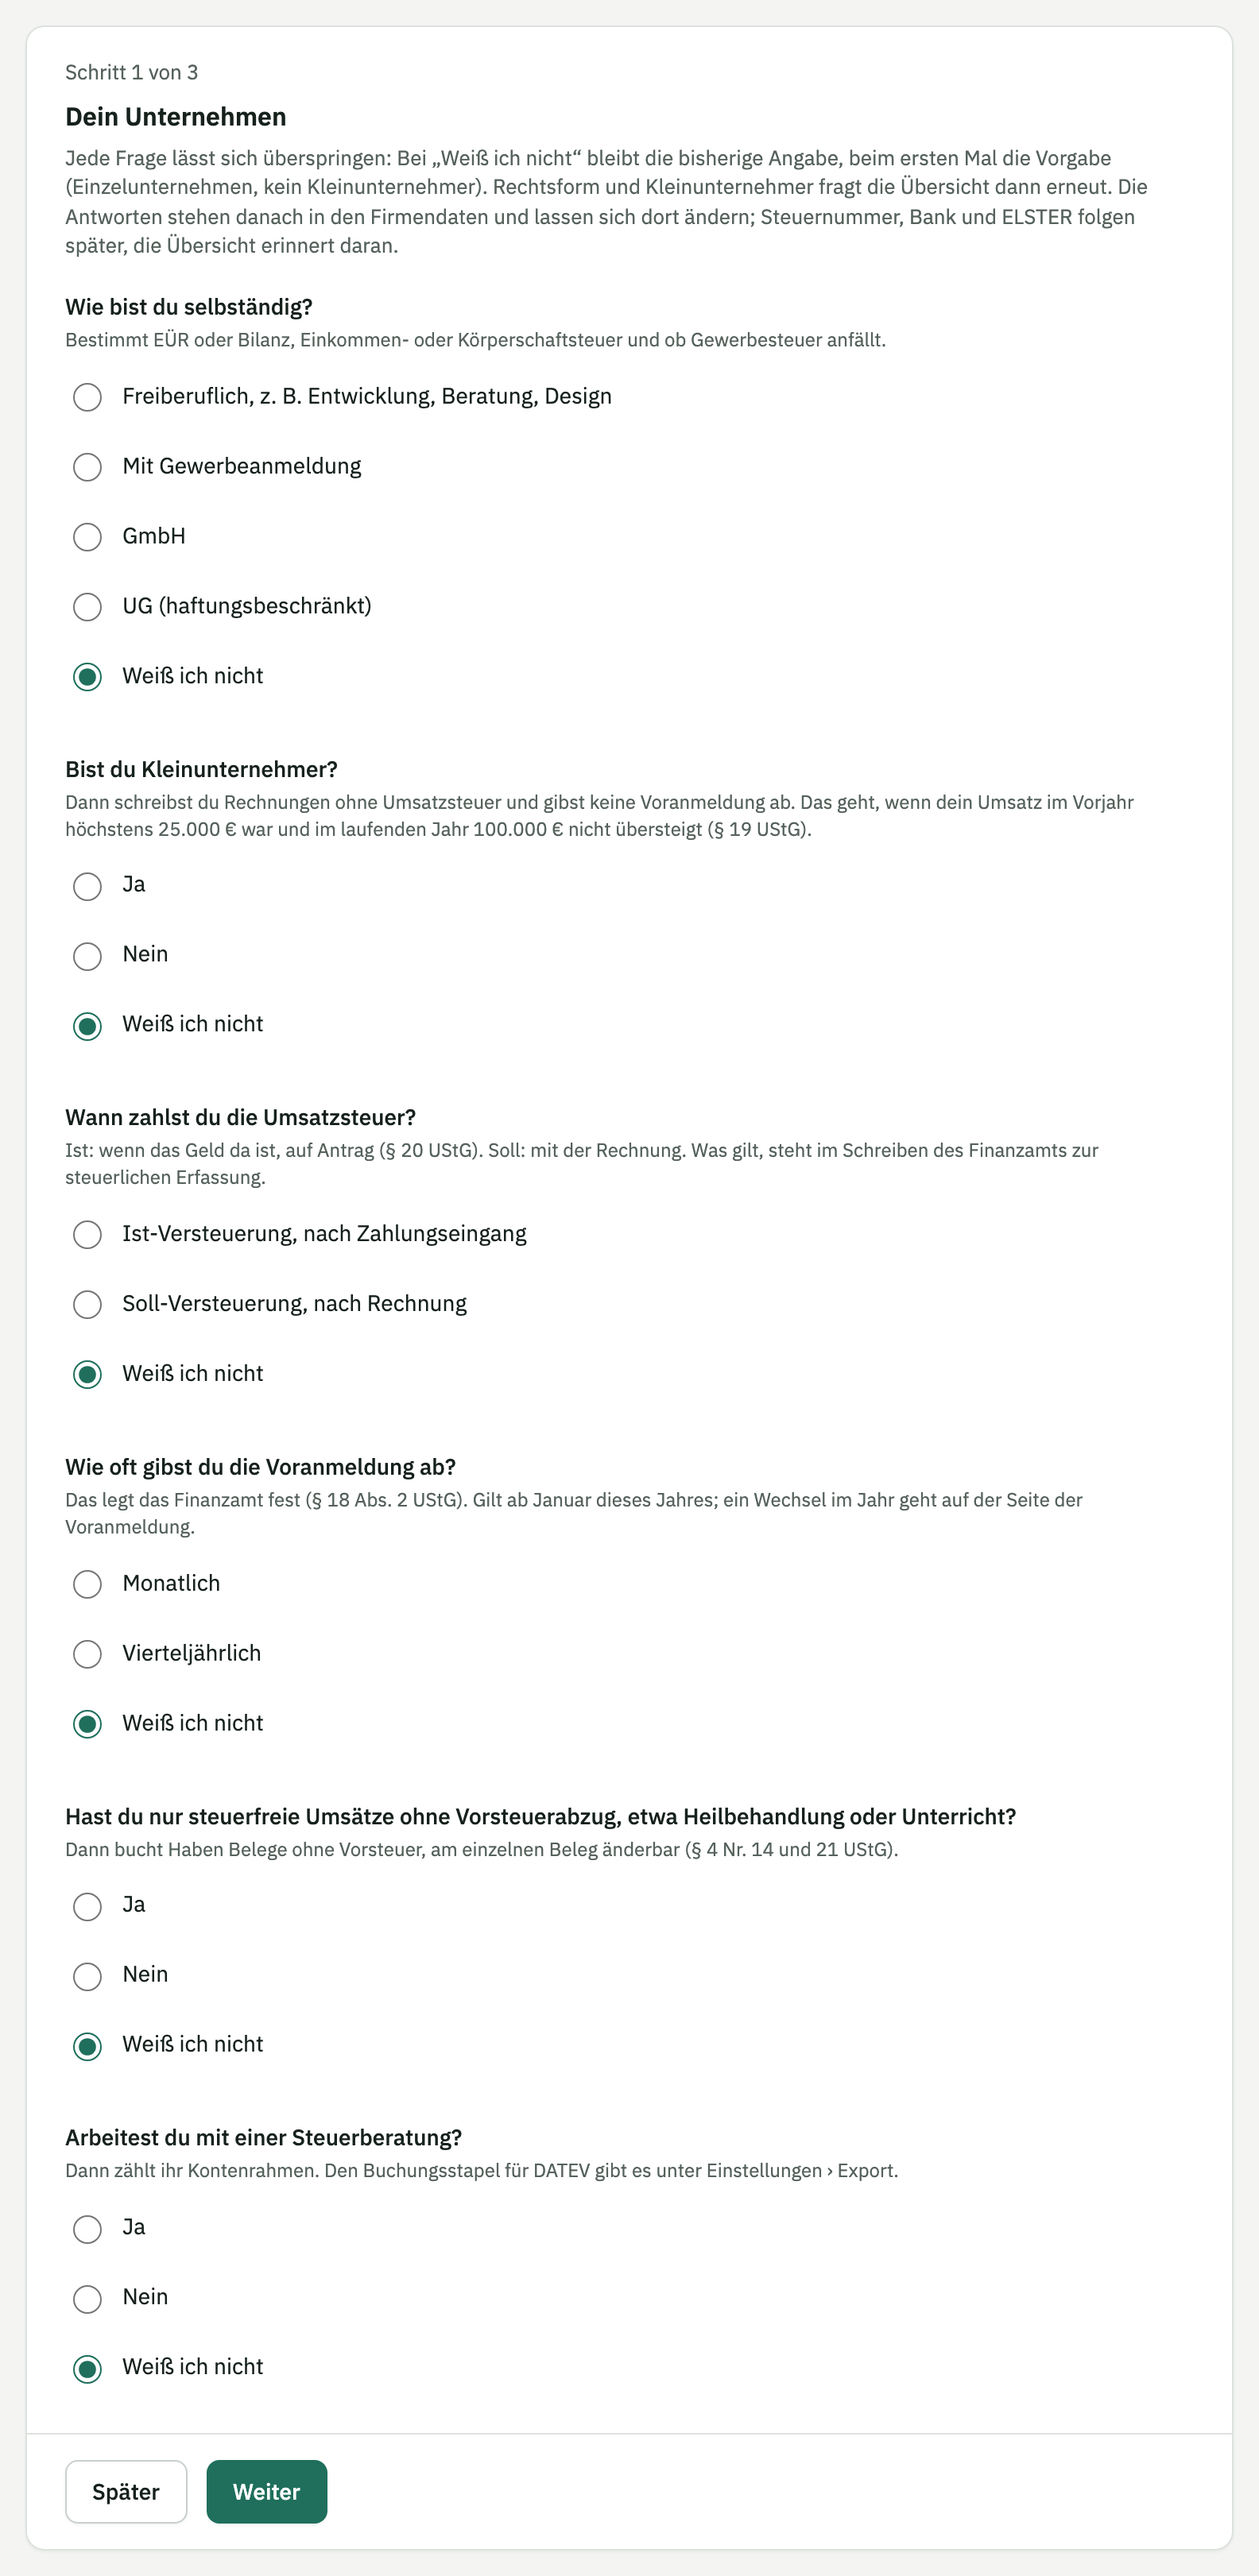 Schritt 1 von 3
Dein Unternehmen
Jede Frage lässt sich überspringen: Bei „Weiß ich nicht“ bleibt die bisherige Angabe, beim ersten Mal die Vorgabe
(Einzelunternehmen, kein Kleinunternehmer). Rechtsform und Kleinunternehmer fragt die Übersicht dann erneut. Die
Antworten stehen danach in den Firmendaten und lassen sich dort ändern; Steuernummer, Bank und ELSTER folgen
später, die Übersicht erinnert daran.
Wie bist du selbständig?
Bestimmt EÜR oder Bilanz, Einkommen- oder Körperschaftsteuer und ob Gewerbesteuer anfällt.
Freiberuflich, z. B. Entwicklung, Beratung, Design
Mit Gewerbeanmeldung
GmbH
UG (haftungsbeschränkt)
Weiß ich nicht
Bist du Kleinunternehmer?
Dann schreibst du Rechnungen ohne Umsatzsteuer und gibst keine Voranmeldung ab. Das geht, wenn dein Umsatz im Vorjahr
höchstens 25.000 € war und im laufenden Jahr 100.000 € nicht übersteigt (§ 19 UStG).
Ja
Nein
Weiß ich nicht
Wann zahlst du die Umsatzsteuer?
Ist: wenn das Geld da ist, auf Antrag (§ 20 UStG). Soll: mit der Rechnung. Was gilt, steht im Schreiben des Finanzamts zur
steuerlichen Erfassung.
Ist-Versteuerung, nach Zahlungseingang
Soll-Versteuerung, nach Rechnung
Weiß ich nicht
Wie oft gibst du die Voranmeldung ab?
Das legt das Finanzamt fest (§ 18 Abs. 2 UStG). Gilt ab Januar dieses Jahres; ein Wechsel im Jahr geht auf der Seite der
Voranmeldung.
Monatlich
Vierteljährlich
Weiß ich nicht
Hast du nur steuerfreie Umsätze ohne Vorsteuerabzug, etwa Heilbehandlung oder Unterricht?
Dann bucht Haben Belege ohne Vorsteuer, am einzelnen Beleg änderbar (§ 4 Nr. 14 und 21 UStG).
Ja
Nein
Weiß ich nicht
Arbeitest du mit einer Steuerberatung?
Dann zählt ihr Kontenrahmen. Den Buchungsstapel für DATEV gibt es unter Einstellungen › Export.
Ja
Nein
Weiß ich nicht
Später
Weiter